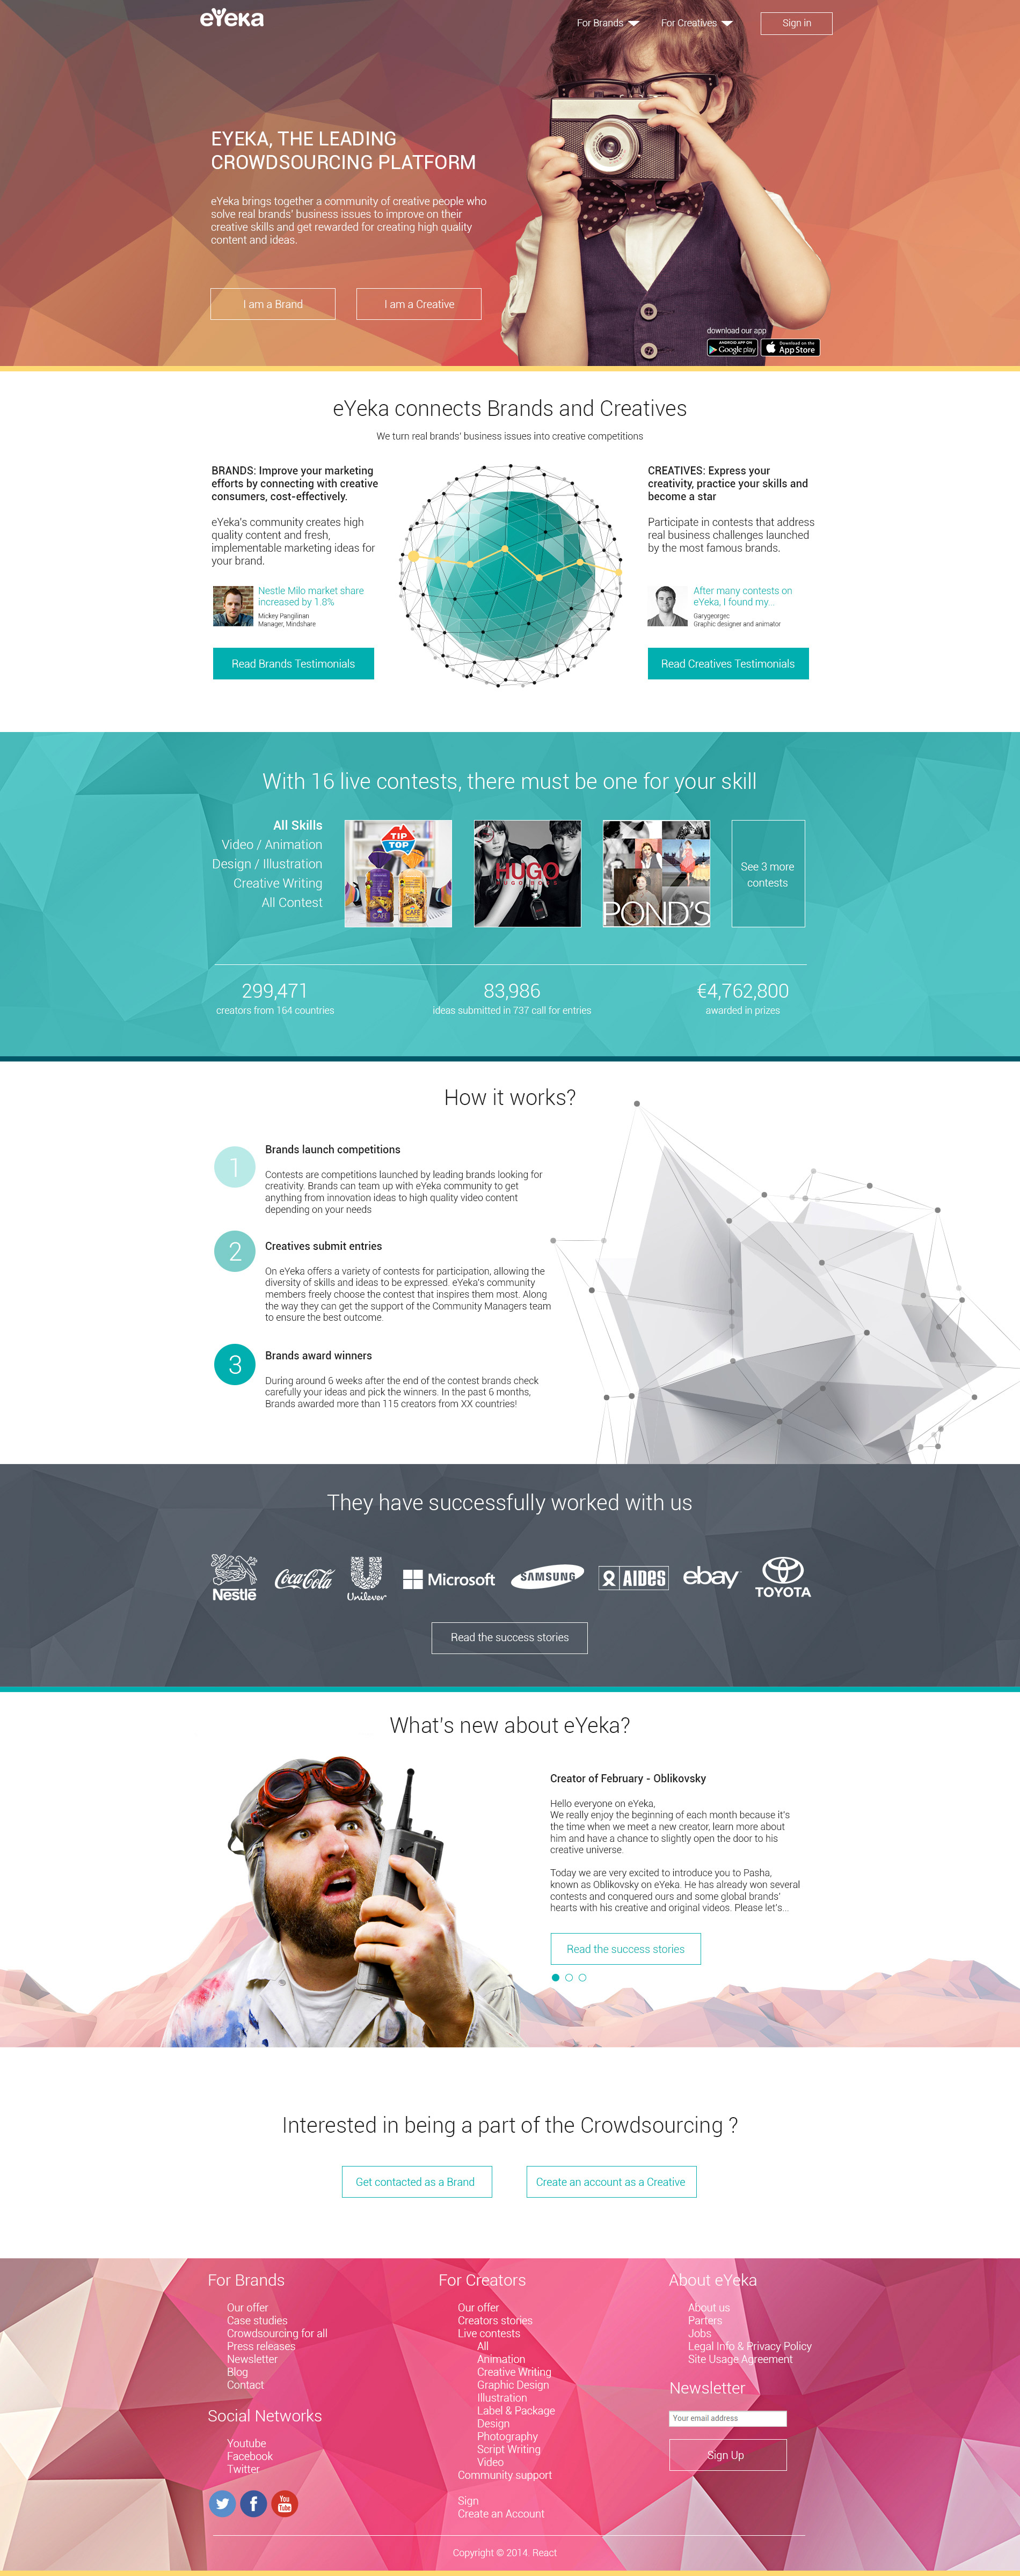 eYeka
For Brands
For Creatives
Sign in
EYEKA, THE LEADING
CROWDSOURCING PLATFORM
eYeka brings together a community of creative people who
solve real brands' business issues to improve on their
creative skills and get rewarded for creating high quality
content and ideas.
I am a Brand
I am a Creative
download our app
ANDROID APP ON
Google play
Download on the
App Store
eYeka connects Brands and Creatives
We turn real brands' business issues into creative competitions
BRANDS: Improve your marketing
efforts by connecting with creative
consumers, cost-effectively.
eYeka's community creates high
quality content and fresh,
implementable marketing ideas for
your brand.
Nestle Milo market share
increased by 1.8%
Mickey Pangilinan
Manager, Mindshare
Read Brands Testimonials
CREATIVES: Express your
creativity, practice your skills and
become a star
Participate in contests that address
real business challenges launched
by the most famous brands.
After many contests on
eYeka, I found my...
Garygeorgec
Graphic designer and animator
Read Creatives Testimonials
With 16 live contests, there must be one for your skill
All Skills
Video / Animation
Design / Illustration
Creative Writing
All Contest
TIP
TOP
CAFÉ
CAFÉ
HUGO
HUGO BOSS
POND'S
See 3 more
contests
299,471
creators from 164 countries
83,986
ideas submitted in 737 call for entries
€4,762,800
awarded in prizes
How it works?
1
Brands launch competitions
Contests are competitions launched by leading brands looking for
creativity. Brands can team up with eYeka community to get
anything from innovation ideas to high quality video content
depending on your needs.
2
Creatives submit entries
On eYeka offers a variety of contests for participation, allowing the
diversity of skills and ideas to be expressed. eYeka's community
members freely choose the contest that inspires them most. Along
the way they can get the support of the Community Managers team
to ensure the best outcome.
3
Brands award winners
During around 6 weeks after the end of the contest brands check
carefully your ideas and pick the winners. In the past 6 months,
Brands awarded more than 115 creators from XX countries!
They have successfully worked with us
Nestlé
Coca-Cola
Unilever
Microsoft
SAMSUNG
AIDES
ebay
TOYOTA
Read the success stories
What's new about eYeka?
Creator of February - Oblikovsky
Hello everyone on eYeka,
We really enjoy the beginning of each month because it's
the time when we meet a new creator, learn more about
him and have a chance to slightly open the door to his
creative universe.
Today we are very excited to introduce you to Pasha,
known as Oblikovsky on eYeka. He has already won several
contests and conquered ours and some global brands'
hearts with his creative and original videos. Please let's...
Read the success stories
Interested in being a part of the Crowdsourcing ?
Get contacted as a Brand
Create an account as a Creative
For Brands
Our offer
Case studies
Crowdsourcing for all
Press releases
Newsletter
Blog
Contact
Social Networks
Youtube
Facebook
Twitter
You
Tube
For Creators
Our offer
Creators stories
Live contests
All
Animation
Creative Writing
Graphic Design
Illustration
Label & Package
Design
Photography
Script Writing
Video
Community support
Sign
Create an Account
About eYeka
About us
Parters
Jobs
Legal Info & Privacy Policy
Site Usage Agreement
Newsletter
Your email address
Sign Up
Copyright © 2014. React